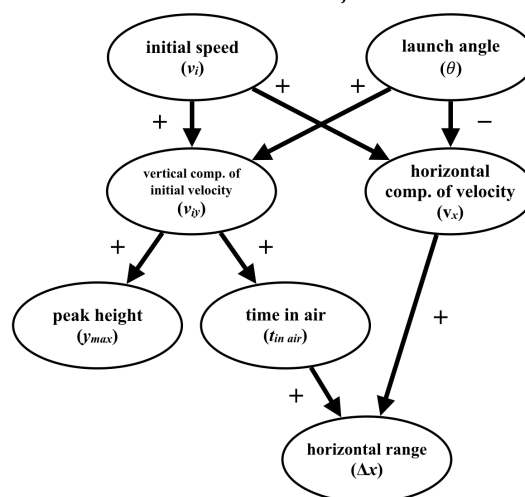 initial speed
(vi)
launch angle
(θ)
+
+
+
−
vertical comp. of
initial velocity
(viy)
horizontal
comp. of velocity
(vx)
+
+
peak height
(ymax)
time in air
(tin air)
+
+
horizontal range
(Δx)